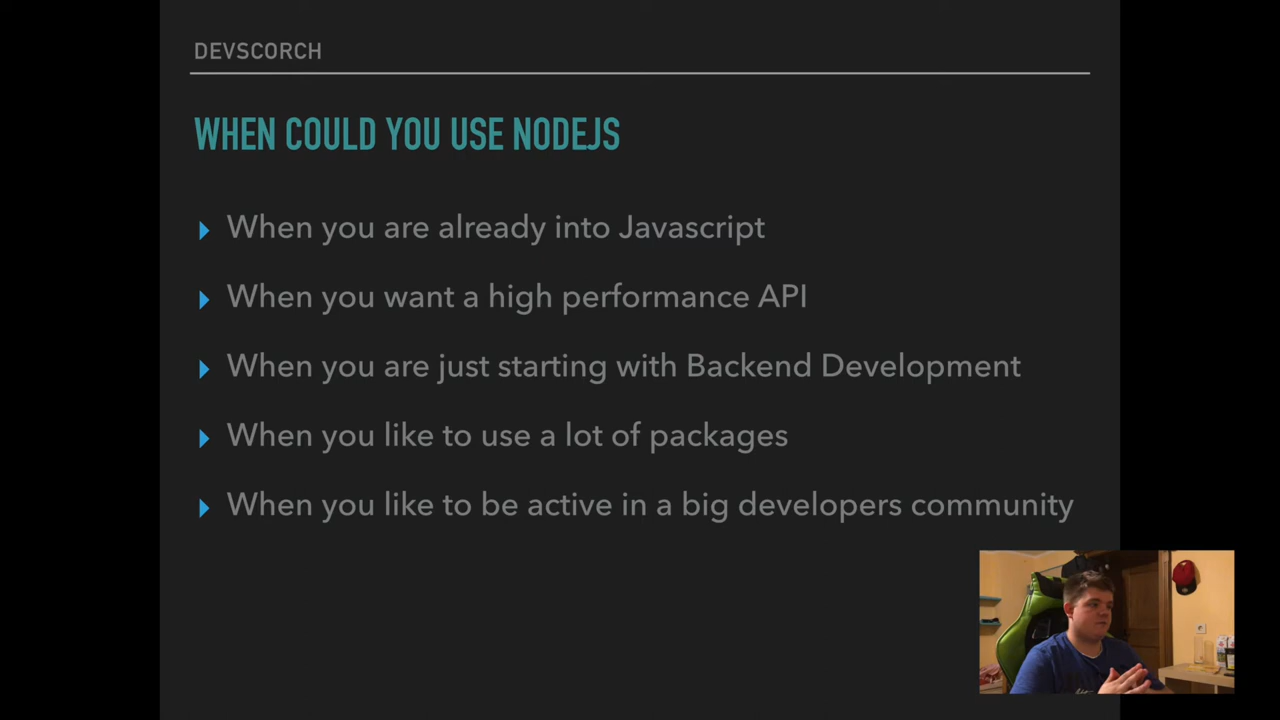 DEVSCORCH
WHEN COULD YOU USE NODEJS
When you are already into Javascript
When you want a high performance API
When you are just starting with Backend Development
When you like to use a lot of packages
When you like to be active in a big developers community